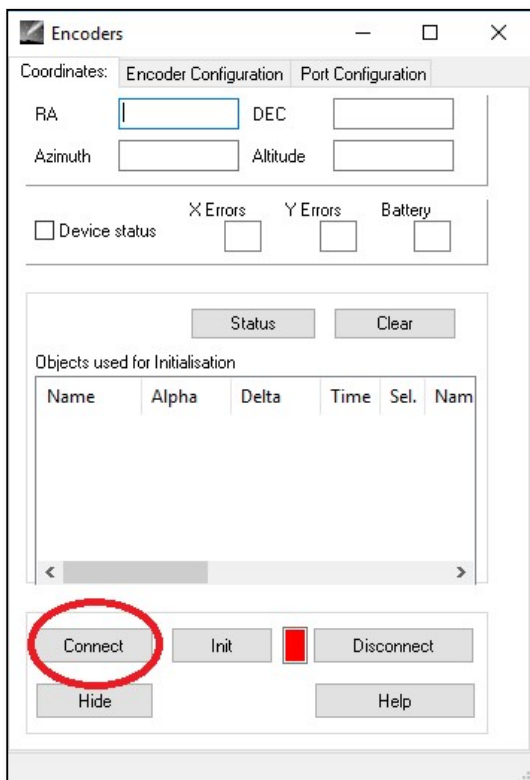 Encoders
Coordinates: Encoder Configuration Port Configuration
RA DEC
Azimuth Altitude
X Errors Y Errors Battery
Device status
Status Clear
Objects used for Initialisation
Name Alpha Delta Time Sel. Nam
Connect Init Disconnect
Hide Help